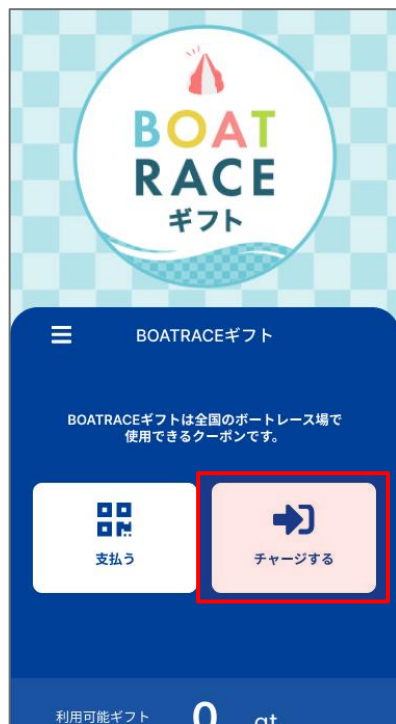 BOAT
RACE
ギフト
BOATRACEギフト
BOATRACEギフトは全国のボートレース場で
使用できるクーポンです。
支払う
チャージする
利用可能ギフト 0 gt